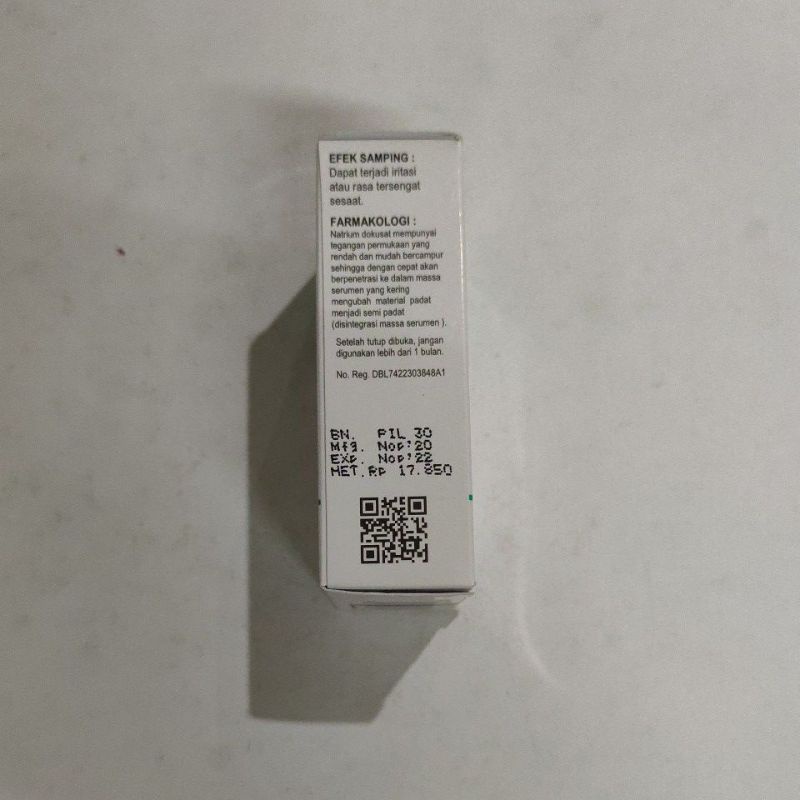 EFEK SAMPING :
Dapat terjadi iritasi
atau rasa tersengat
sesaat.
FARMAKOLOGI :
Natrium dokusat mempunyai
tegangan permukaan yang
rendah dan mudah bercampur
sehingga dengan cepat akan
berpenetrasi ke dalam massa
serumen yang kering
mengubah material padat
menjadi semi padat
(disintegrasi massa serumen ).
Setelah tutup dibuka, jangan
digunakan lebih dari 1 bulan.
No. Reg. DBL7422303848A1
BN. PIL 30
Mfg. Nop'20
EXp. Nop'22
HET.Rp 17.850